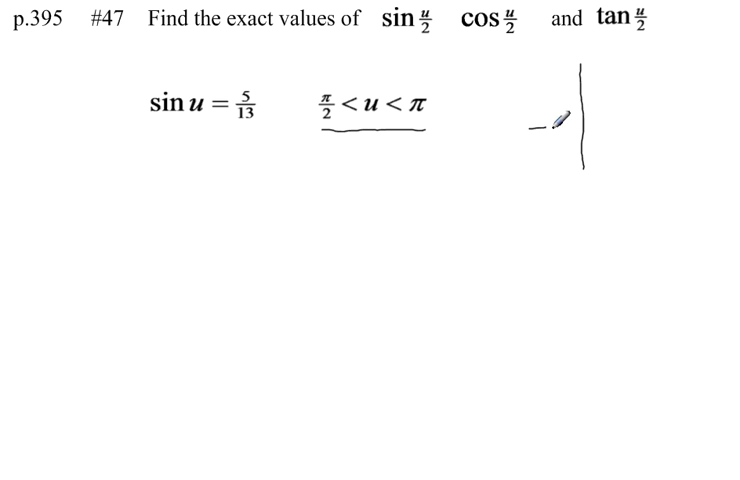 p.395 #47 Find the exact values of sin u/2 cos u/2 and tan u/2
sin u = 5/13 π/2 < u < π